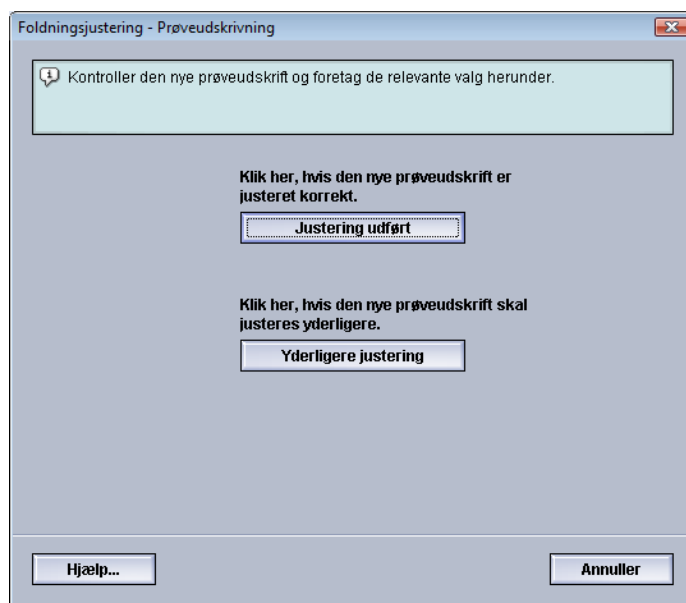 Foldningsjustering - Prøveudskrivning
Kontroller den nye prøveudskrift og foretag de relevante valg herunder.
Klik her, hvis den nye prøveudskrift er
justeret korrekt.
Justering udført
Klik her, hvis den nye prøveudskrift skal
justeres yderligere.
Yderligere justering
Hjælp...
Annuller